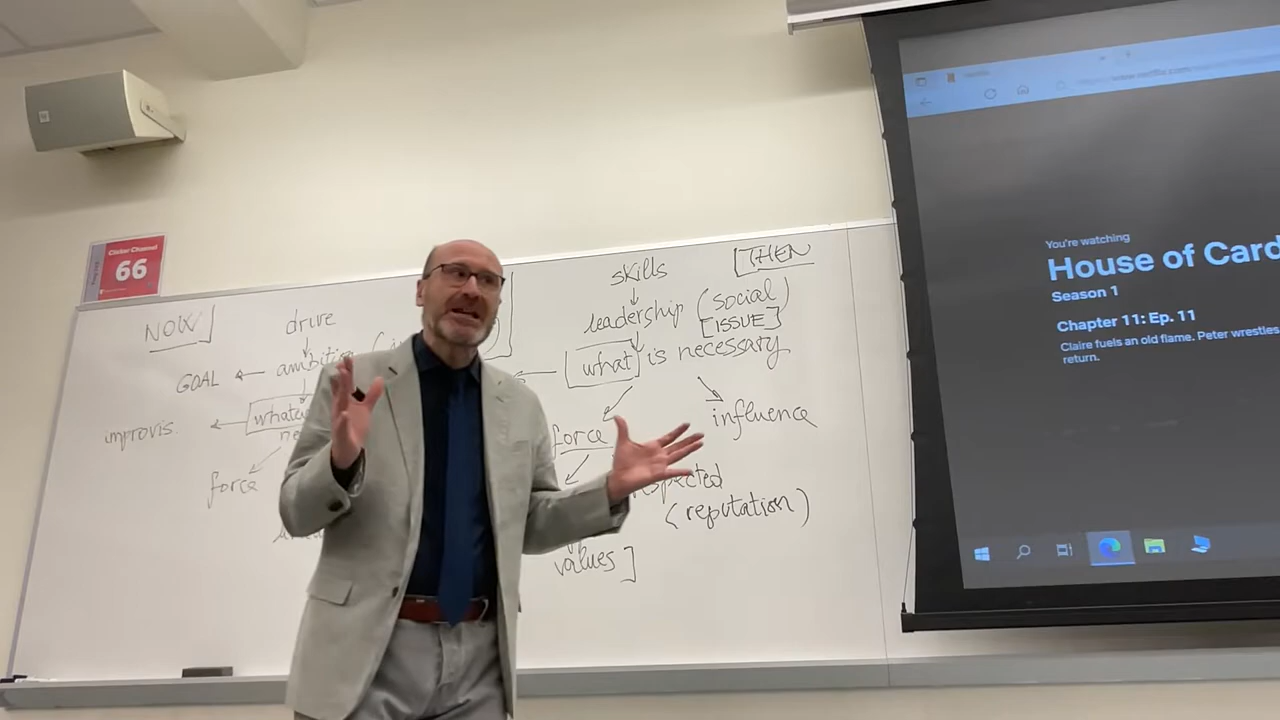 Clicker Channel
66
NOW
drive
GOAL
improvis.
force
skills
[THEN]
leadership (social)
[ISSUE]
what is necessary
force
influence
respected
(reputation)
values]
You're watching
House of Card
Season 1
Chapter 11: Ep. 11
Claire fuels an old flame. Peter wrestles
return.